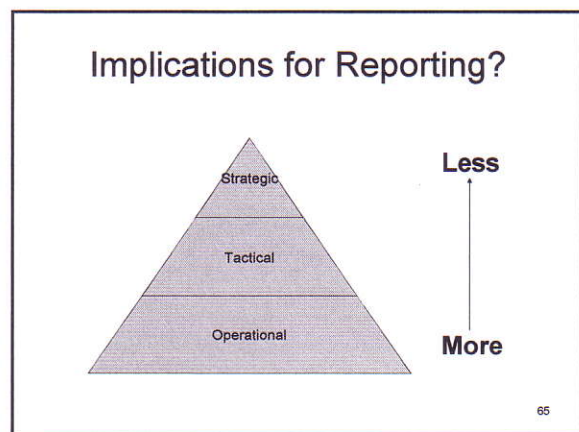 Implications for Reporting?
Strategic
Less
Tactical
Operational
More
65